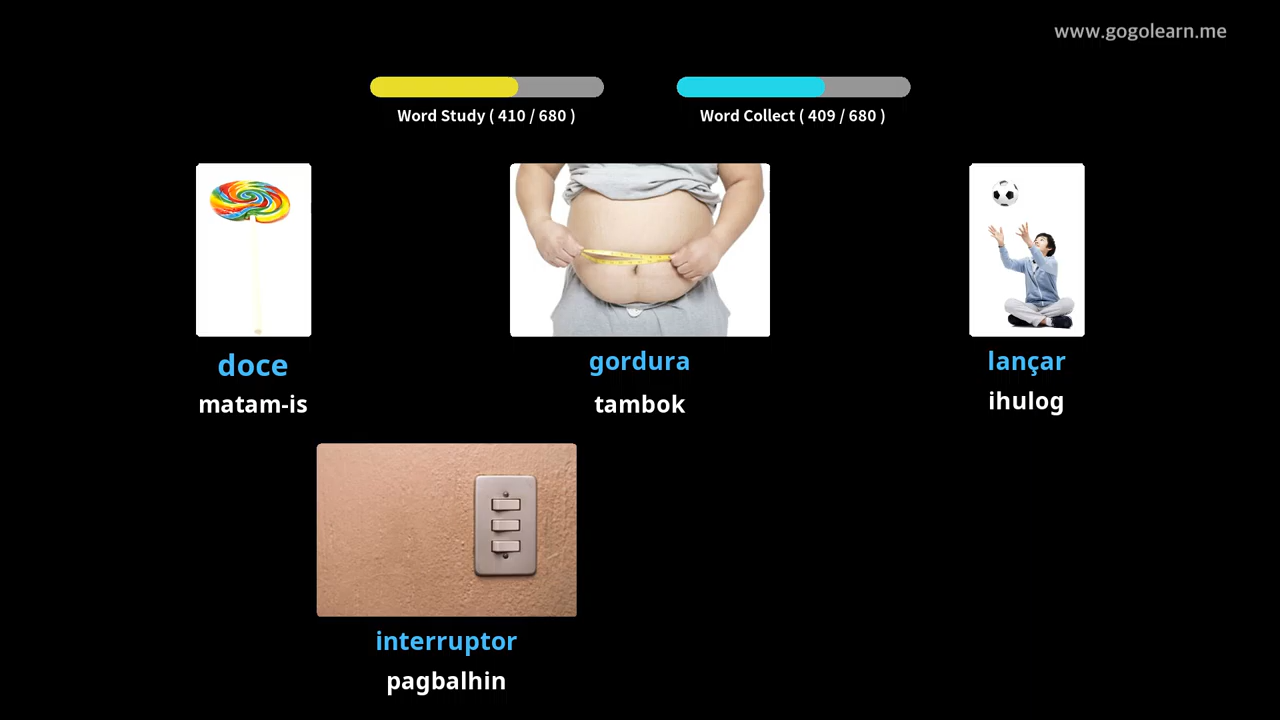 www.gogolearn.me
Word Study ( 410 / 680 )
Word Collect ( 409 / 680 )
doce
matam-is
gordura
tambok
lançar
ihulog
interruptor
pagbalhin